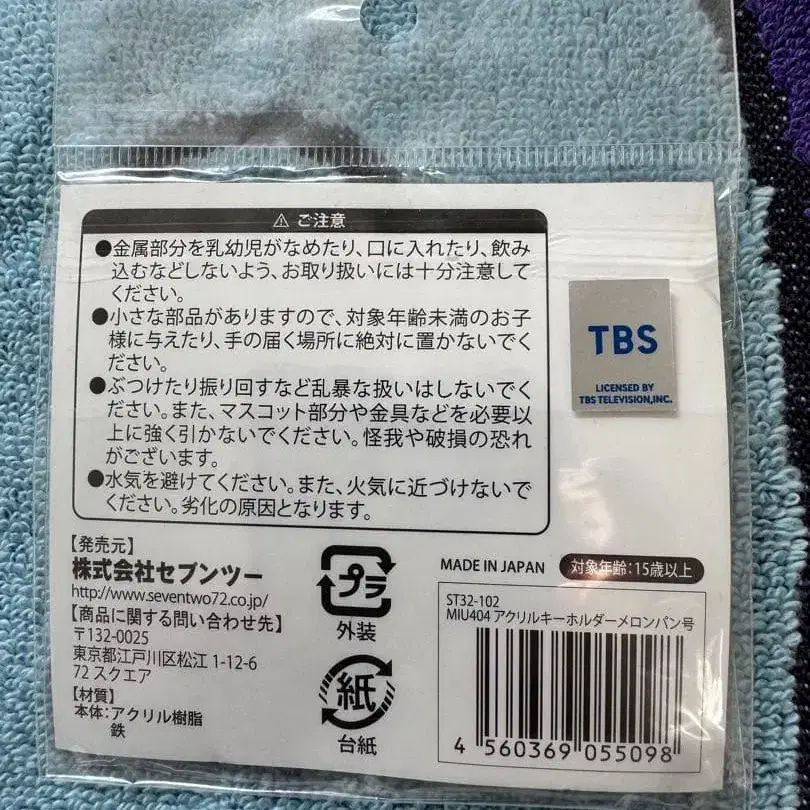 ⚠ ご注意
●金属部分を乳幼児がなめたり、口に入れたり、飲み
込むなどしないよう、お取り扱いには十分注意して
ください。
●小さな部品がありますので、対象年齢未満のお子
様に与えたり、手の届く場所に絶対に置かないでく
ださい。
●ぶつけたり振り回すなど乱暴な扱いはしないでくだ
さい。また、マスコット部分や金具などを必要以
上に強く引かないでください。怪我や破損の恐れ
がございます。
●水気を避けてください。また、火気に近づけないで
ください。劣化の原因となります。
TBS
LICENSED BY
TBS TELEVISION,INC.
【発売元】
株式会社セブンツー
http://www.seventwo72.co.jp/
【商品に関する問い合わせ先】
〒132-0025
東京都江戸川区松江 1-12-6
72 スクエア
【材質】
本体：アクリル樹脂
鉄
プラ
外装
紙
台紙
MADE IN JAPAN
対象年齢：15歳以上
ST32-102
MIU404 アクリルキーホルダーメロンパン号
4 560369 055098